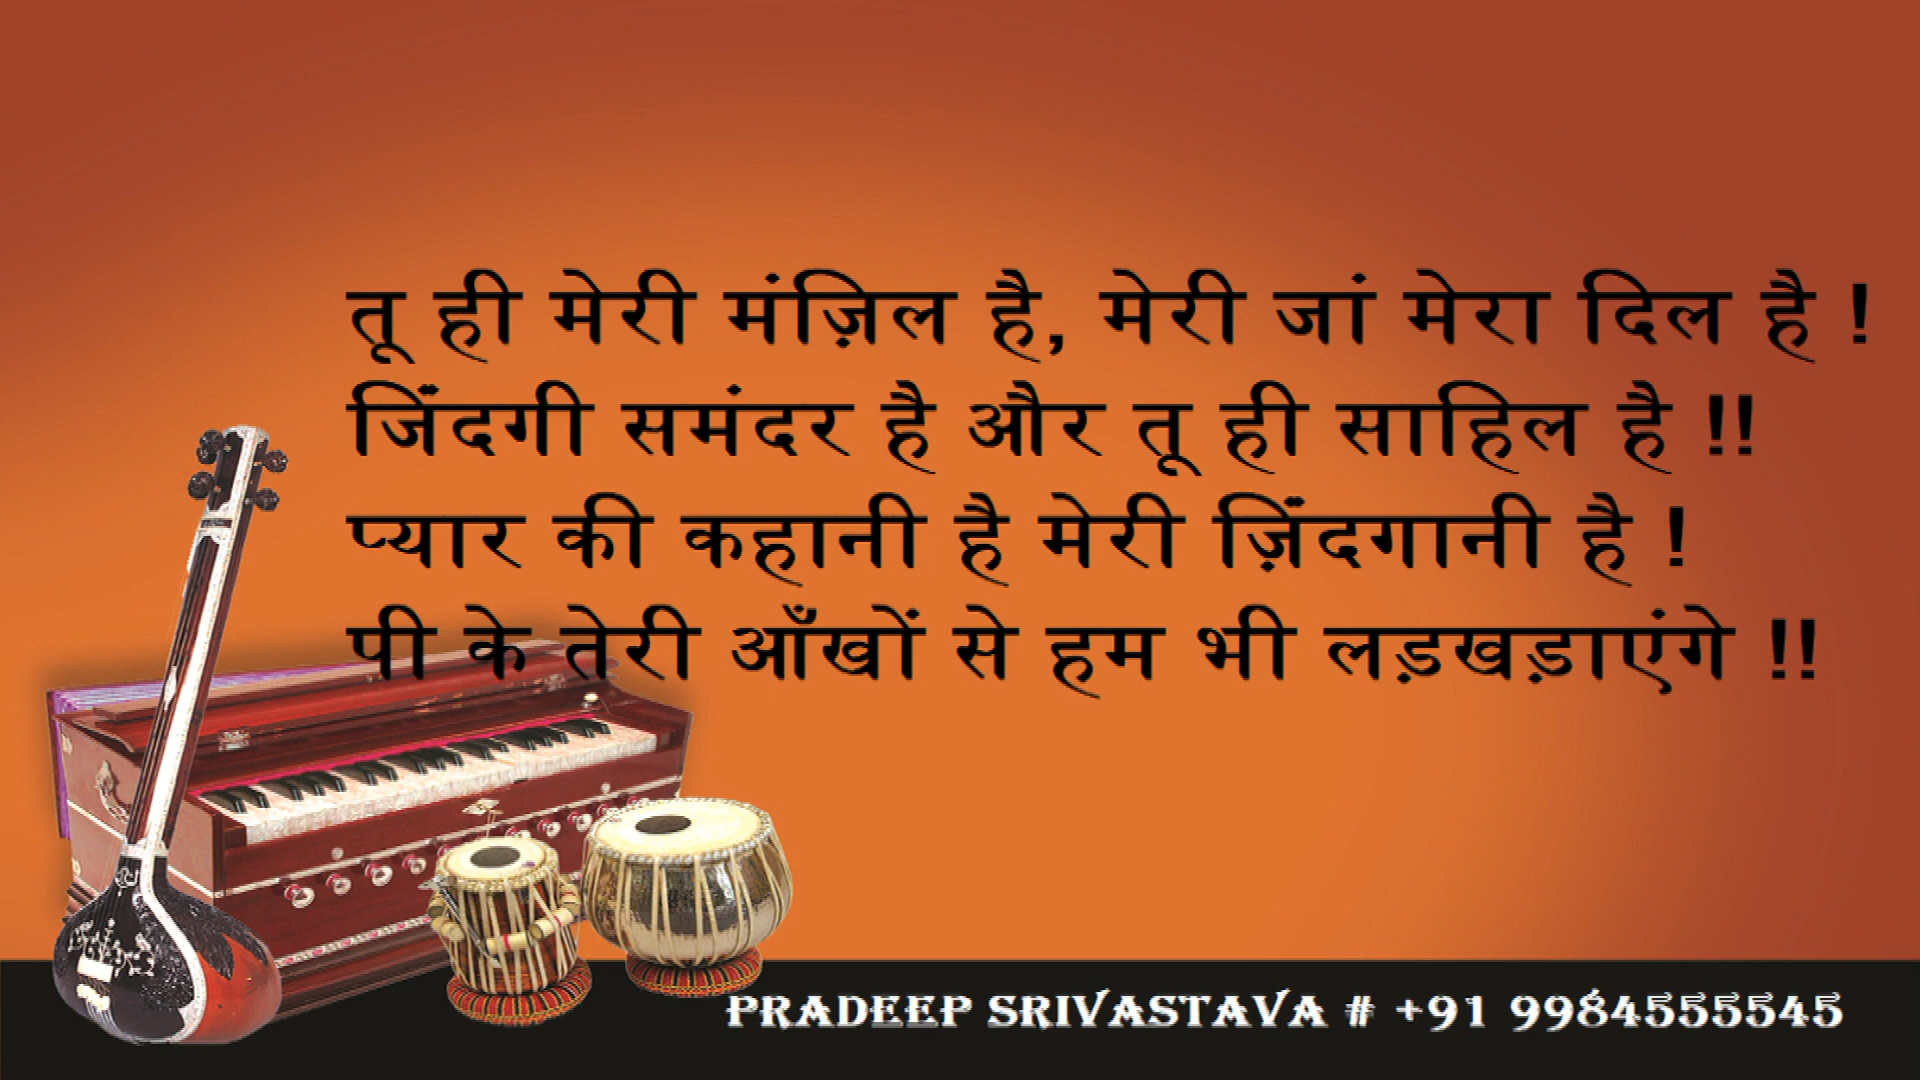 तू ही मेरी मंज़िल है, मेरी जां मेरा दिल है !
जिंदगी समंदर है और तू ही साहिल है !!
प्यार की कहानी है मेरी ज़िंदगानी है !
पी के तेरी आँखों से हम भी लड़खड़ाएंगे !!
PRADEEP SRIVASTAVA # +91 9984555545